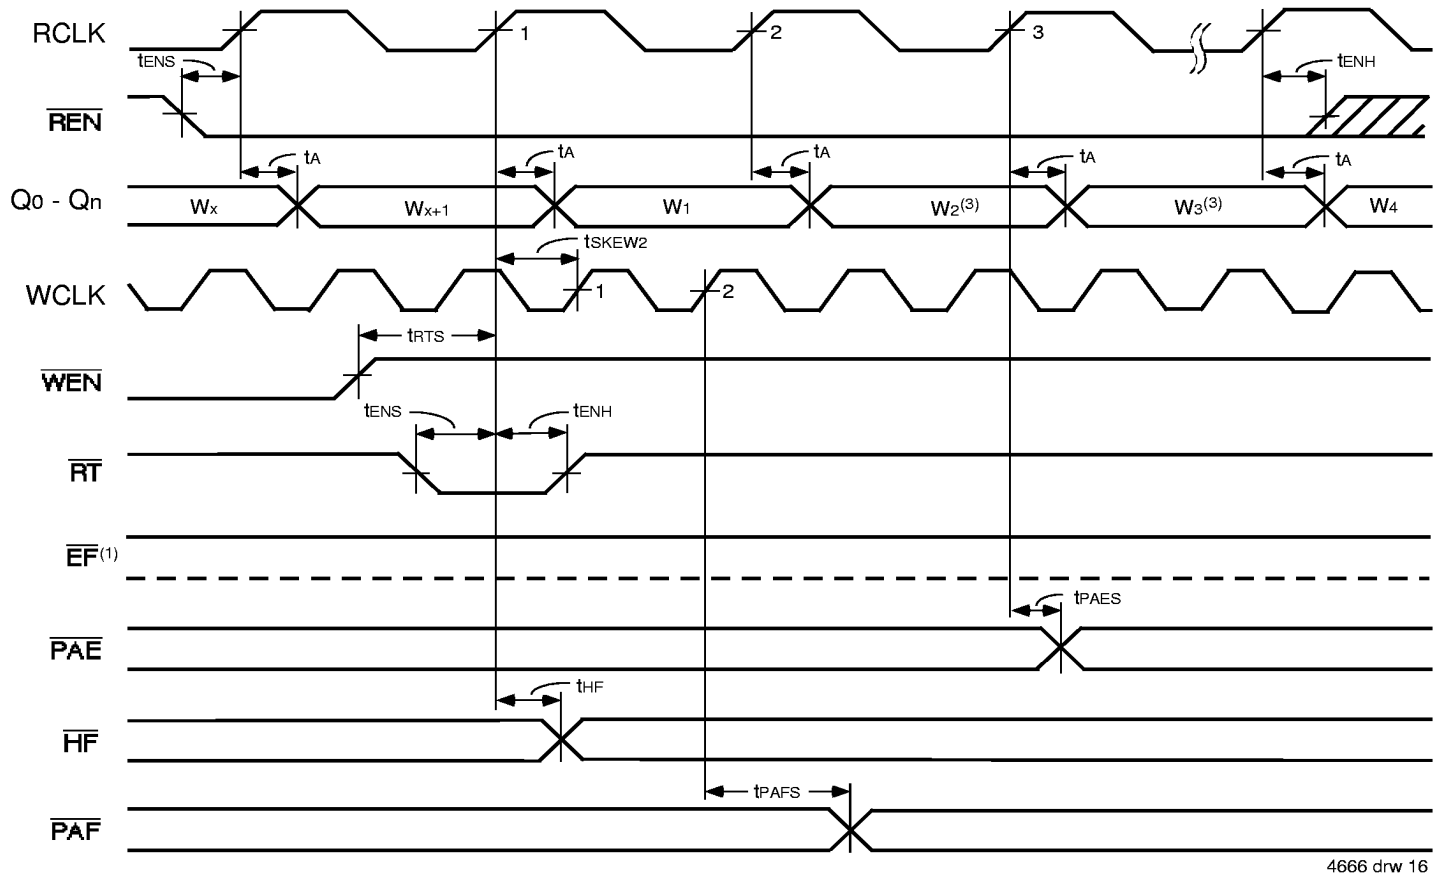 RCLK 1 2 3
tENS tENH
REN
tA tA tA tA tA
Q0 - Qn Wx Wx+1 W1 W2(3) W3(3) W4
tSKEW2
WCLK 1 2
tRTS
WEN
tENS tENH
RT
EF(1)
tPAES
PAE
tHF
HF
tPAFS
PAF
4666 drw 16